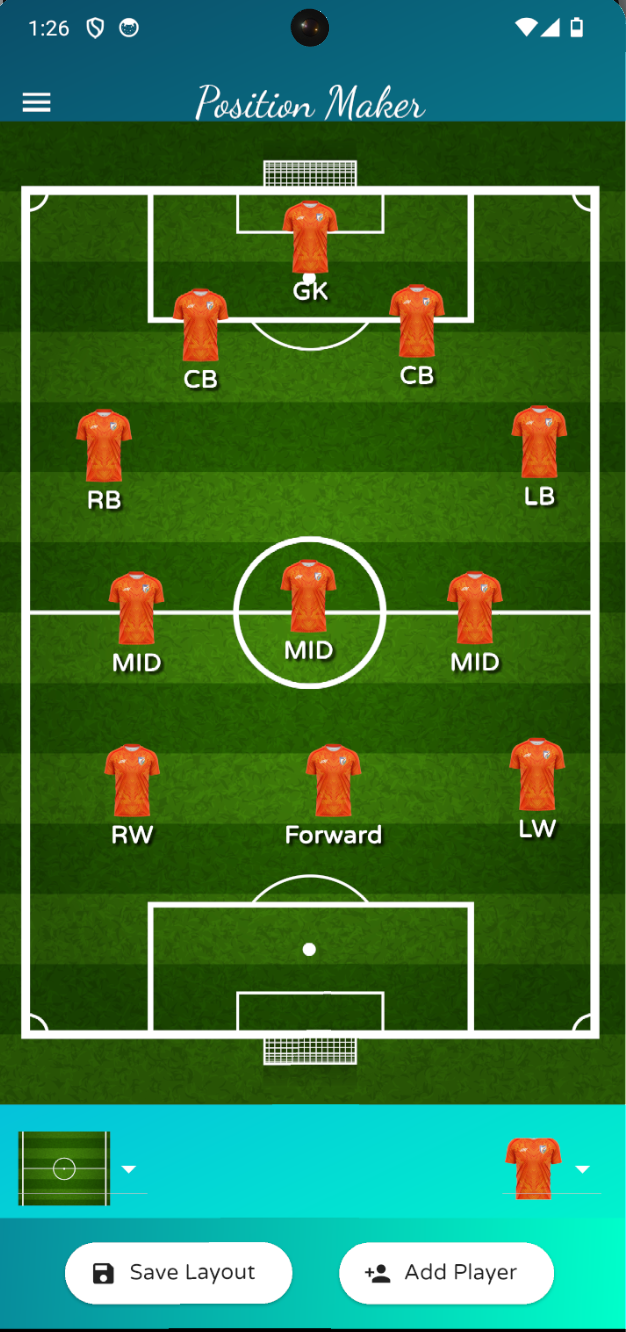 1:26
Position Maker
GK
CB
CB
RB
LB
MID
MID
MID
RW
Forward
LW
Save Layout
Add Player